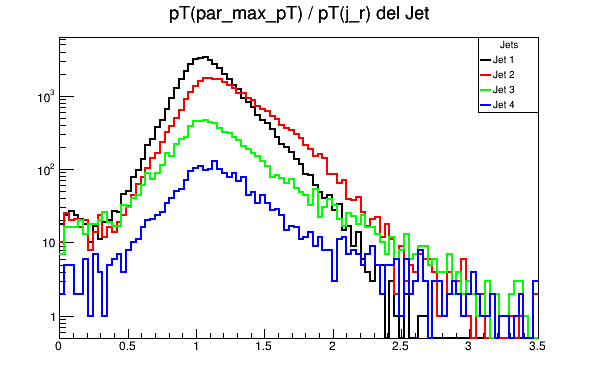 pT(par_max_pT) / pT(j_r) del Jet
Jets
Jet 1
Jet 2
Jet 3
Jet 4
10³
10²
10
1
0 0.5 1 1.5 2 2.5 3 3.5